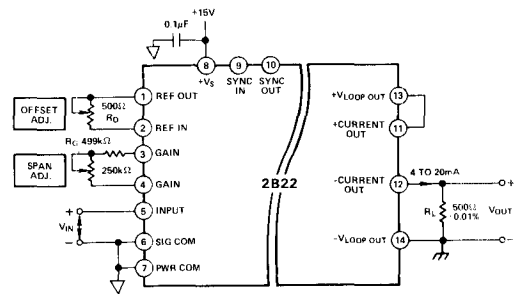 +15V
0.1μF
8
9
10
+VS
SYNC IN
SYNC OUT
OFFSET ADJ.
500Ω
RO
1
REF OUT
2
REF IN
RG 499kΩ
3
GAIN
SPAN ADJ.
250kΩ
4
GAIN
+
5
INPUT
VIN
−
6
SIG COM
7
PWR COM
2B22
+VLOOP OUT
13
+CURRENT OUT
11
-CURRENT OUT
12
4 TO 20mA
+
RL
500Ω
0.01%
VOUT
-VLOOP OUT
14
−